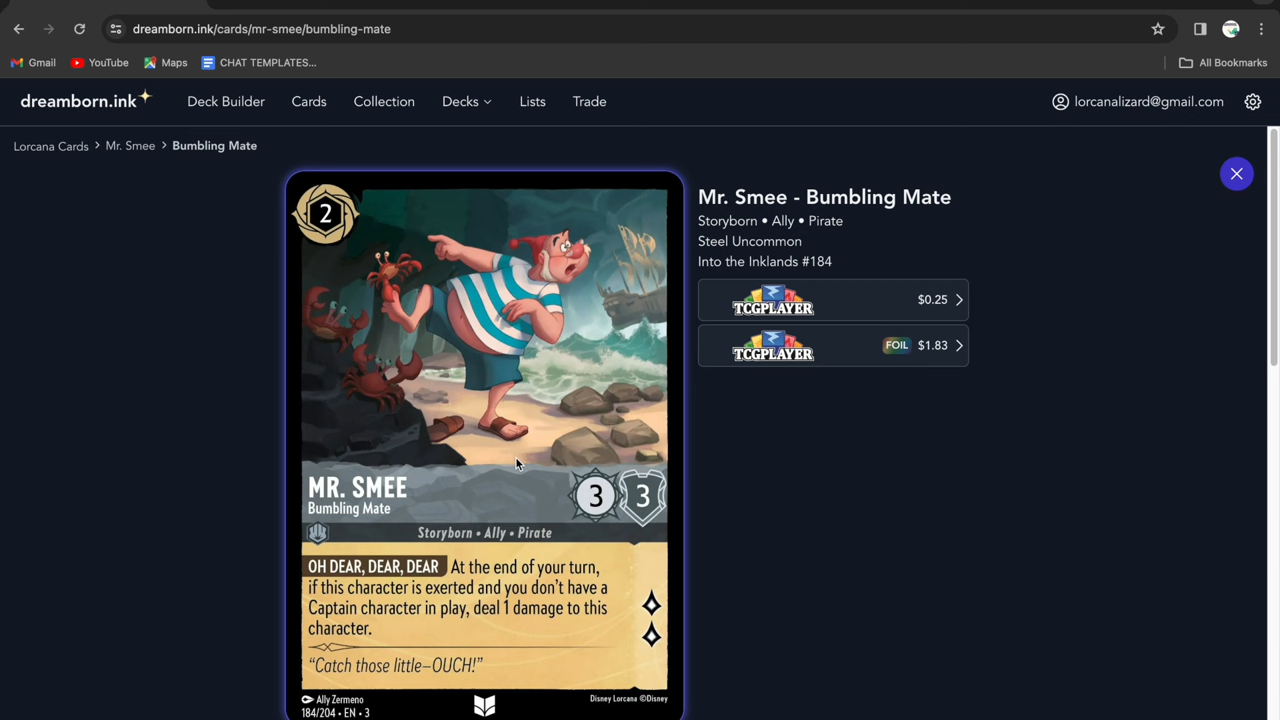 dreamborn.ink/cards/mr-smee/bumbling-mate
Gmail YouTube Maps CHAT TEMPLATES... All Bookmarks
dreamborn.ink Deck Builder Cards Collection Decks Lists Trade lorcanalizard@gmail.com
Lorcana Cards > Mr. Smee > Bumbling Mate
2
MR. SMEE
Bumbling Mate
3 3
Storyborn • Ally • Pirate
OH DEAR, DEAR, DEAR At the end of your turn,
if this character is exerted and you don't have a
Captain character in play, deal 1 damage to this
character.
"Catch those little—OUCH!"
Ally Zermeno
184/204 • EN • 3
Disney Lorcana ©Disney
Mr. Smee - Bumbling Mate
Storyborn • Ally • Pirate
Steel Uncommon
Into the Inklands #184
TCGPLAYER $0.25
TCGPLAYER FOIL $1.83